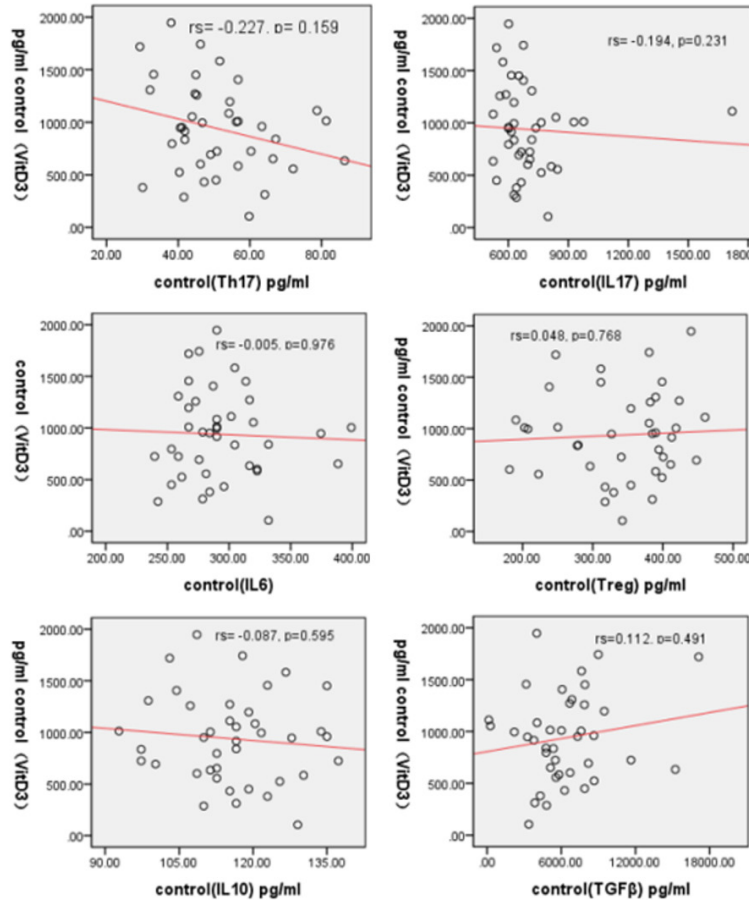 rs= -0.227, p= 0.159
pg/ml control (VitD3)
2000.00
1500.00
1000.00
500.00
.00
20.00 40.00 60.00 80.00
control(Th17) pg/ml
rs= -0.194, p=0.231
pg/ml control (VitD3)
2000.00
1500.00
1000.00
500.00
.00
600.00 900.00 1200.00 1500.00 1800
control(IL17) pg/ml
rs= -0.005, p=0.976
control (VitD3)
2000.00
1500.00
1000.00
500.00
.00
200.00 250.00 300.00 350.00 400.00
control(IL6)
rs=0.048, p=0.768
pg/ml control (VitD3)
2000.00
1500.00
1000.00
500.00
.00
200.00 300.00 400.00 500.00
control(Treg) pg/ml
rs= -0.087, p=0.595
control (VitD3)
2000.00
1500.00
1000.00
500.00
.00
90.00 105.00 120.00 135.00
control(IL10) pg/ml
rs=0.112, p=0.491
pg/ml control (VitD3)
2000.00
1500.00
1000.00
500.00
.00
.00 6000.00 12000.00 18000.00
control(TGFβ) pg/ml